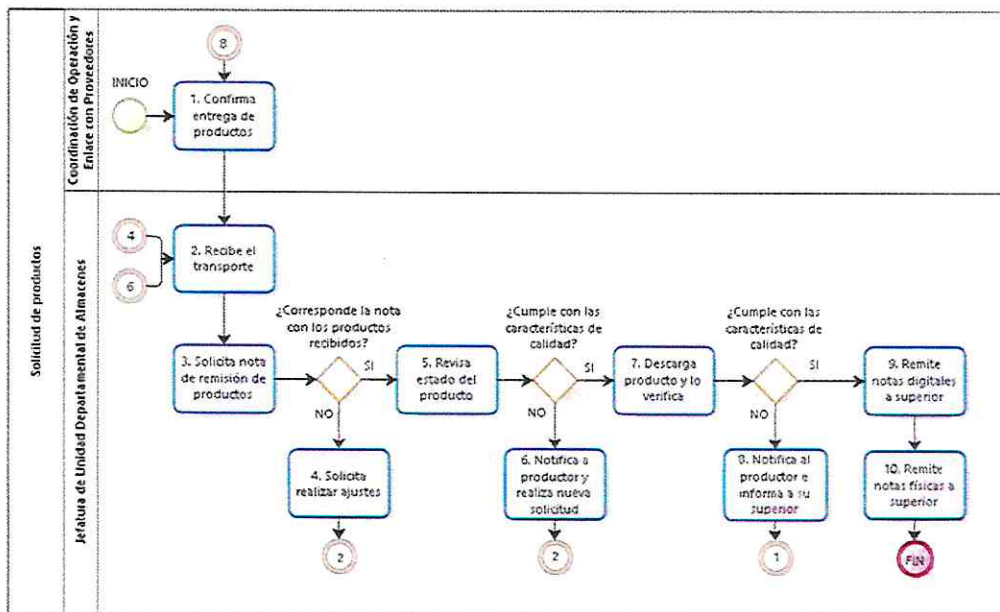 Solicitud de productos
Coordinación de Operación y
Enlace con Proveedores
8
INICIO
1. Confirma
entrega de
productos
Jefatura de Unidad Departamental de Almacenes
4
6
2. Recibe el
transporte
3. Solicita nota
de remisión de
productos
¿Corresponde la nota
con los productos
recibidos?
SI
NO
4. Solicita
realizar ajustes
2
5. Revisa
estado del
producto
¿Cumple con las
características de
calidad?
SI
NO
6. Notifica a
productor y
realiza nueva
solicitud
2
7. Descarga
producto y lo
verifica
¿Cumple con las
características de
calidad?
SI
NO
8. Notifica al
productor e
informa a su
superior
1
9. Remite
notas digitales
a superior
10. Remite
notas físicas a
superior
FIN